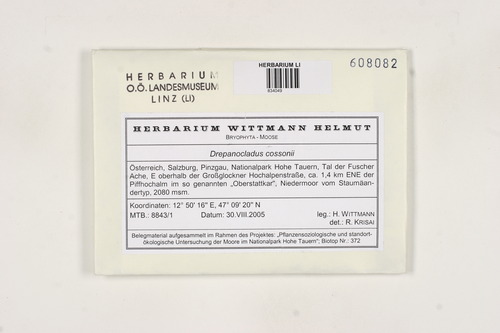 HERBARIUM
O.Ö. LANDESMUSEUM
LINZ (LI)
HERBARIUM LI
608082
HERBARIUM WITTMANN HELMUT
BRYOPHYTA - MOOSE
Drepanocladus cossonii
Österreich, Salzburg, Pinzgau, Nationalpark Hohe Tauern, Tal der Fuscher
Ache, E oberhalb der Großglockner Hochalpenstraße, ca. 1,4 km ENE der
Piffhochalm im so genannten „Oberstattkar", Niedermoor vom Staumäan-
dertyp, 2080 msm.
Koordinaten: 12° 50' 16" E, 47° 09' 20" N
MTB.: 8843/1 Datum: 30.VIII.2005 leg.: H. WITTMANN
det.: R. KRISAI
Belegmaterial aufgesammelt im Rahmen des Projektes: „Pflanzensoziologische und standort-
ökologische Untersuchung der Moore im Nationalpark Hohe Tauern"; Biotop Nr.: 372